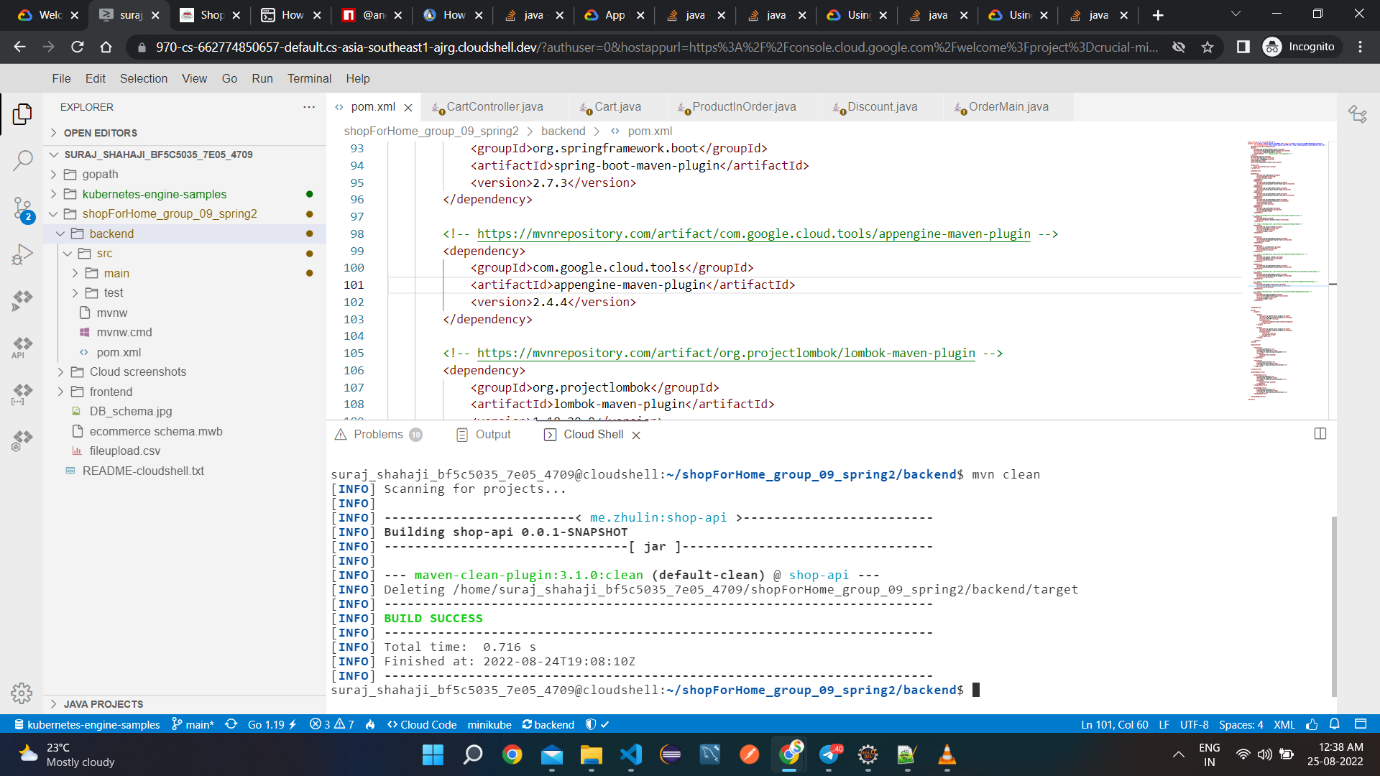 Welc
suraj
Shop
How
@an
How
java
App
java
java
Using
java
Using
java
970-cs-662774850657-default.cs-asia-southeast1-ajrg.cloudshell.dev/?authuser=0&hostappurl=https%3A%2F%2Fconsole.cloud.google.com%2Fwelcome%3Fproject%3Dcrucial-mi...
Incognito
File Edit Selection View Go Run Terminal Help
EXPLORER
OPEN EDITORS
SURAJ_SHAHAJI_BF5C5035_7E05_4709
gopath
kubernetes-engine-samples
shopForHome_group_09_spring2
backend
src
main
test
mvnw
mvnw.cmd
pom.xml
Cloud screenshots
frontend
DB_schema.jpg
ecommerce schema.mwb
fileupload.csv
README-cloudshell.txt
JAVA PROJECTS
2
API
pom.xml CartController.java Cart.java ProductInOrder.java Discount.java OrderMain.java
shopForHome_group_09_spring2 > backend > pom.xml
93 <groupId>org.springframework.boot</groupId>
94 <artifactId>spring-boot-maven-plugin</artifactId>
95 <version>2.7.3</version>
96 </dependency>
97
98 <!-- https://mvnrepository.com/artifact/com.google.cloud.tools/appengine-maven-plugin -->
99 <dependency>
100 <groupId>com.google.cloud.tools</groupId>
101 <artifactId>appengine-maven-plugin</artifactId>
102 <version>2.4.4</version>
103 </dependency>
104
105 <!-- https://mvnrepository.com/artifact/org.projectlombok/lombok-maven-plugin -->
106 <dependency>
107 <groupId>org.projectlombok</groupId>
108 <artifactId>lombok-maven-plugin</artifactId>
Problems 10 Output Cloud Shell
suraj_shahaji_bf5c5035_7e05_4709@cloudshell:~/shopForHome_group_09_spring2/backend$ mvn clean
[INFO] Scanning for projects...
[INFO]
[INFO] -------------------------< me.zhulin:shop-api >-------------------------
[INFO] Building shop-api 0.0.1-SNAPSHOT
[INFO] --------------------------------[ jar ]---------------------------------
[INFO]
[INFO] --- maven-clean-plugin:3.1.0:clean (default-clean) @ shop-api ---
[INFO] Deleting /home/suraj_shahaji_bf5c5035_7e05_4709/shopForHome_group_09_spring2/backend/target
[INFO] ------------------------------------------------------------------------
[INFO] BUILD SUCCESS
[INFO] ------------------------------------------------------------------------
[INFO] Total time:  0.716 s
[INFO] Finished at: 2022-08-24T19:08:10Z
[INFO] ------------------------------------------------------------------------
suraj_shahaji_bf5c5035_7e05_4709@cloudshell:~/shopForHome_group_09_spring2/backend$
kubernetes-engine-samples main* Go 1.19 3 7 Cloud Code minikube backend Ln 101, Col 60 LF UTF-8 Spaces: 4 XML
23°C
Mostly cloudy
40
ENG
IN
12:38 AM
25-08-2022